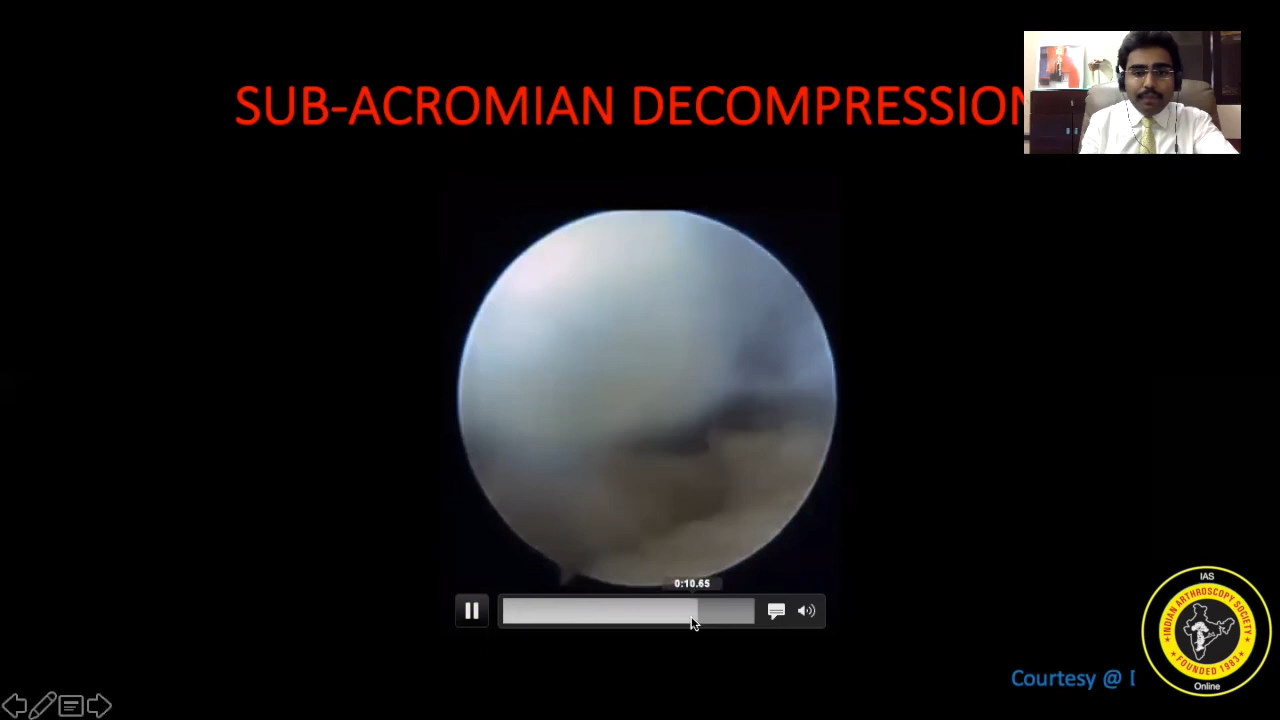 SUB-ACROMIAN DECOMPRESSION
0:10.65
IAS
INDIAN ARTHROSCOPY SOCIETY
FOUNDED 1983
Online
Courtesy @